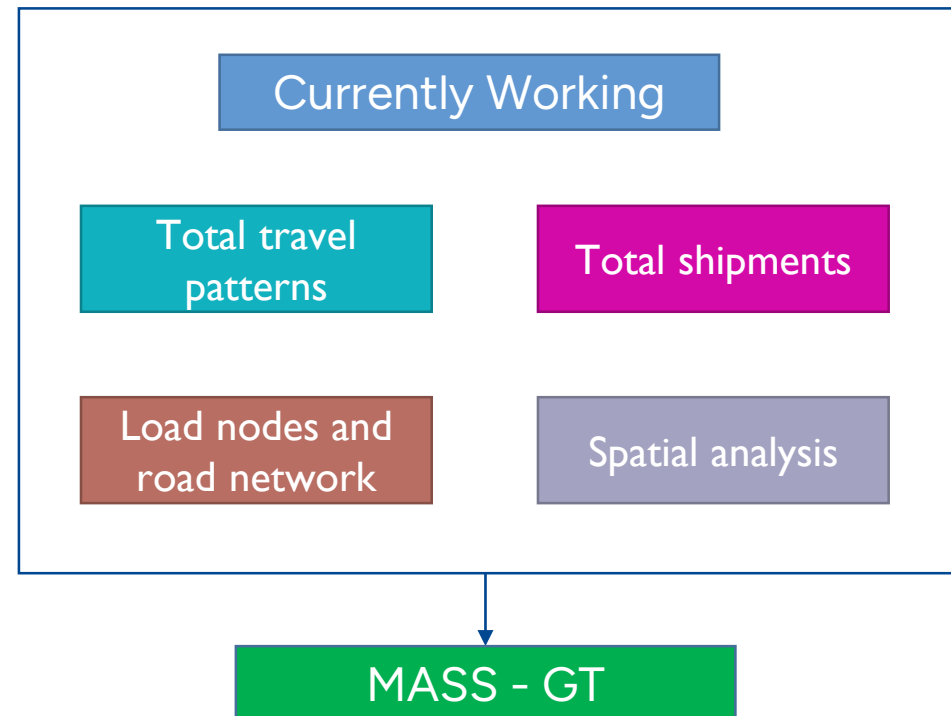 Currently Working
Total travel
patterns
Total shipments
Load nodes and
road network
Spatial analysis
MASS - GT